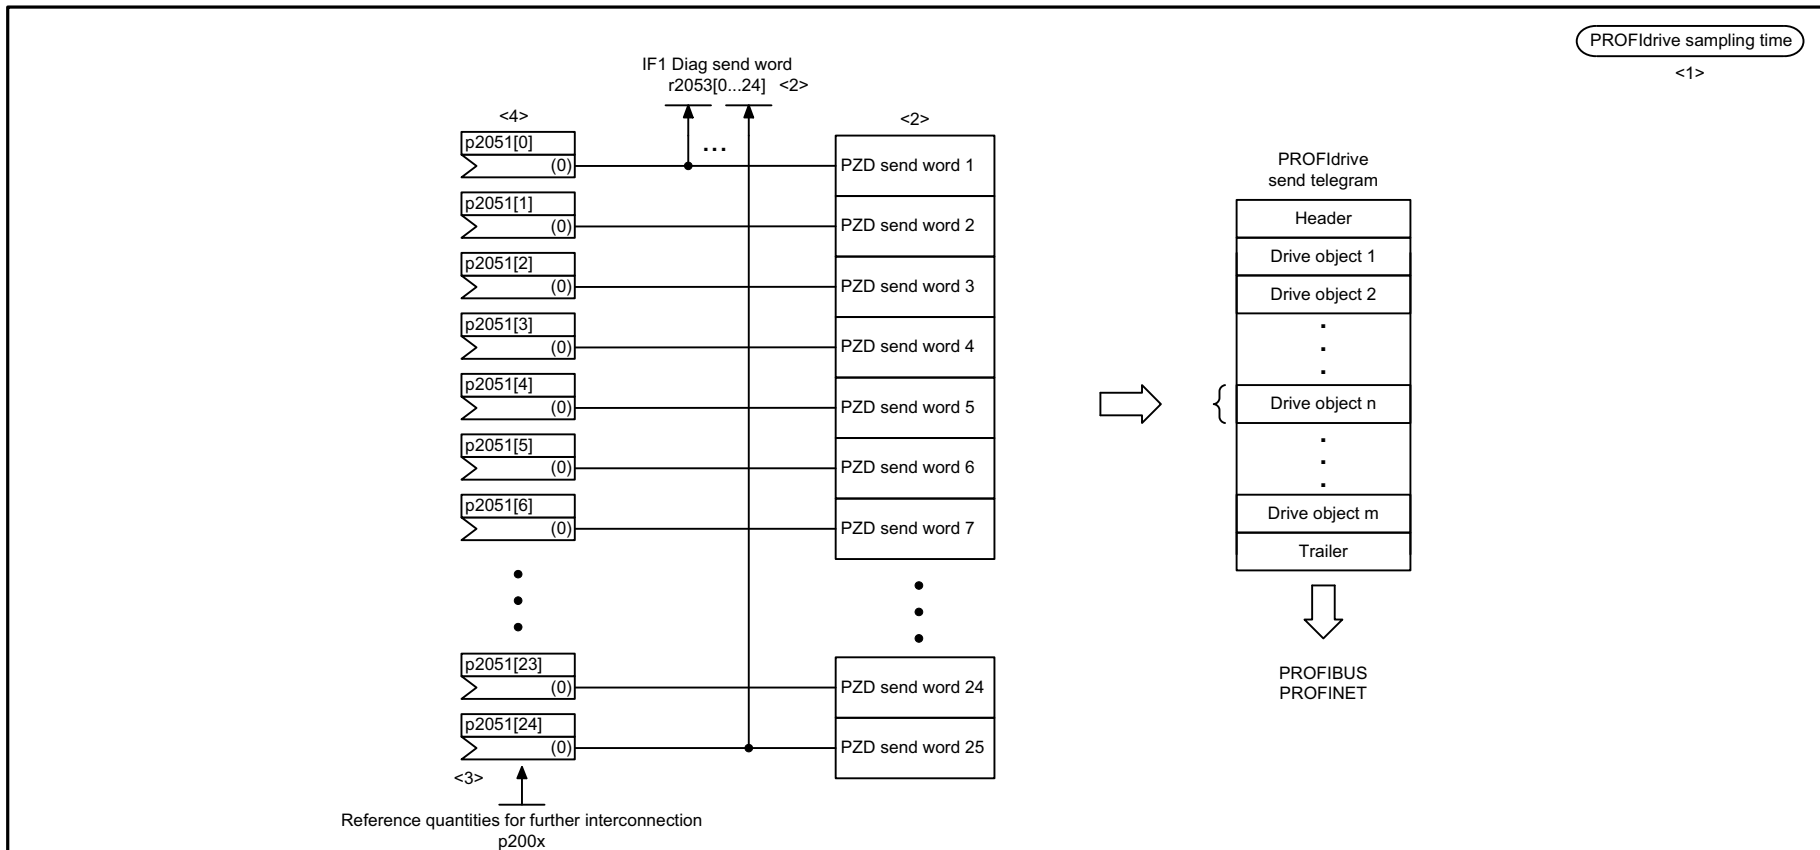 PROFIdrive sampling time
<1>
IF1 Diag send word
r2053[0...24] <2>
<4>
<2>
p2051[0]
(0)
...
PZD send word 1
p2051[1]
(0)
PZD send word 2
p2051[2]
(0)
PZD send word 3
p2051[3]
(0)
PZD send word 4
p2051[4]
(0)
PZD send word 5
p2051[5]
(0)
PZD send word 6
p2051[6]
(0)
PZD send word 7
p2051[23]
(0)
PZD send word 24
p2051[24]
(0)
PZD send word 25
<3>
Reference quantities for further interconnection
p200x
PROFIdrive
send telegram
Header
Drive object 1
Drive object 2
Drive object n
Drive object m
Trailer
PROFIBUS
PROFINET